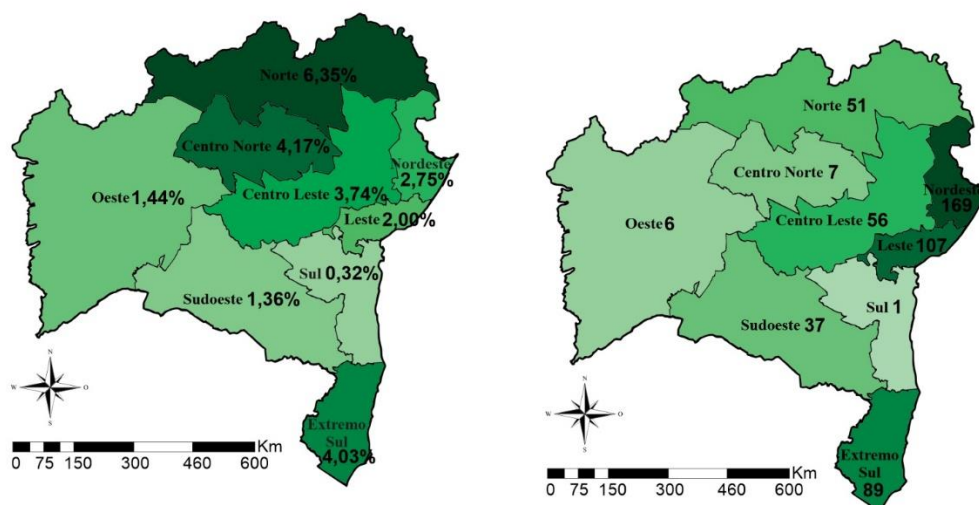 Norte 6,35%
Centro Norte 4,17%
Nordeste
2,75%
Oeste 1,44%
Centro Leste 3,74%
Leste 2,00%
Sul 0,32%
Sudoeste 1,36%
Extremo
Sul
4,03%
N
W O
S
Km
0 75 150 300 450 600
Norte 51
Centro Norte 7
Nordeste
169
Oeste 6
Centro Leste 56
Leste 107
Sul 1
Sudoeste 37
Extremo
Sul
89
N
W O
S
Km
0 75 150 300 450 600